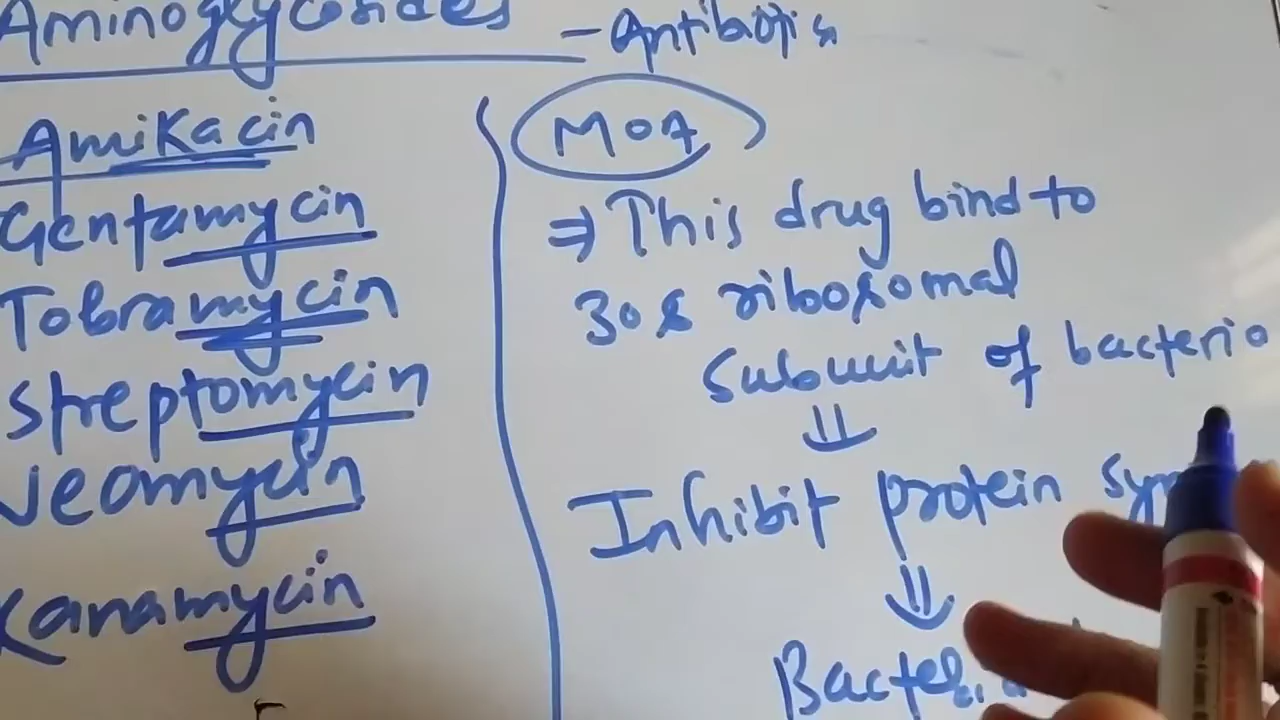 Aminoglycosides - Antibiotis
Amikacin
Gentamycin
Tobramycin
Streptomycin
Neomycin
Kanamycin
MOA
⇒ This drug bind to
30s ribosomal
Subunit of bacteria
⇓
Inhibit protein
⇓